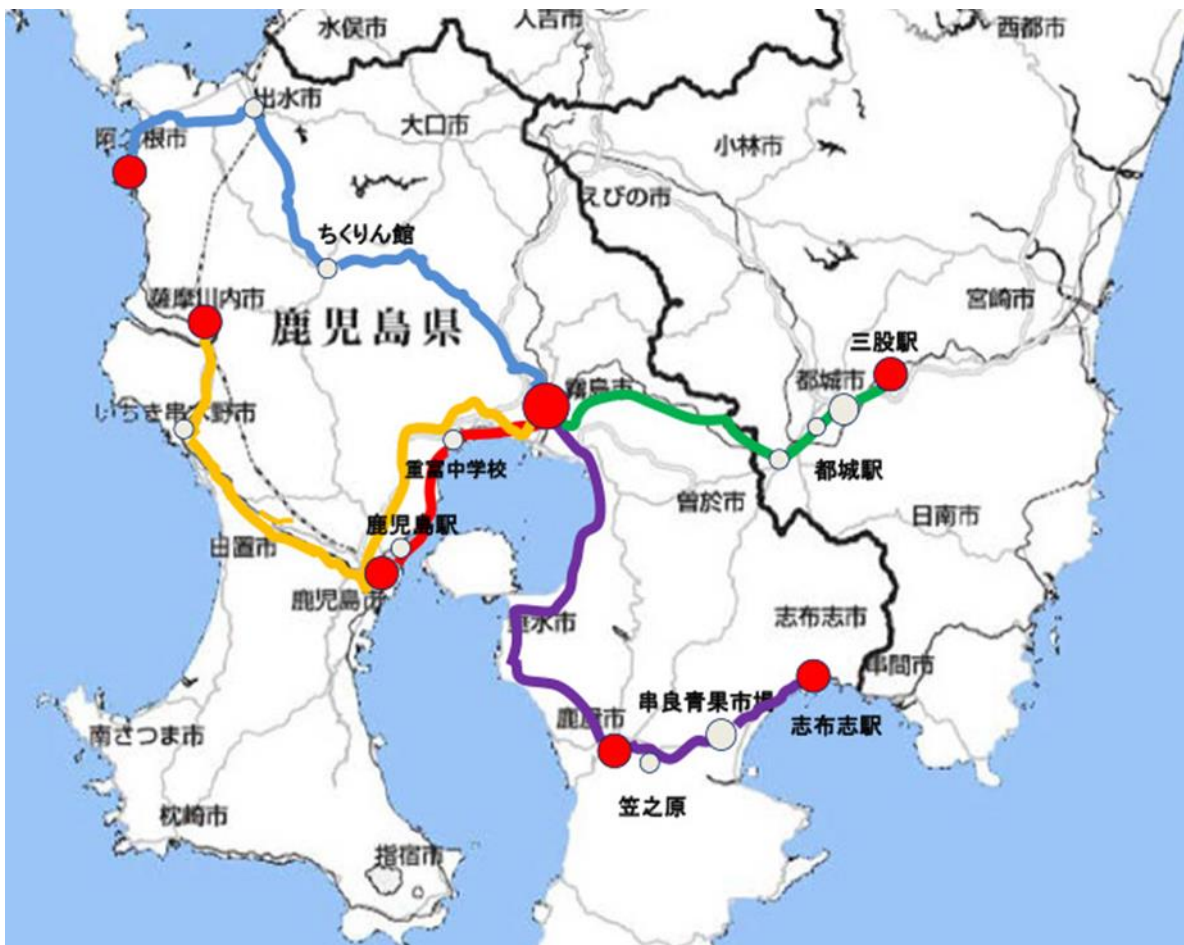 水俣市
人吉市
西都市
出水市
大口市
阿久根市
小林市
えびの市
ちくりん館
薩摩川内市
宮崎市
鹿児島県
三股駅
都城市
霧島市
いちき串木野市
重富中学校
都城駅
曽於市
日南市
鹿児島駅
日置市
鹿児島市
垂水市
志布志市
串間市
串良青果市場
鹿屋市
志布志駅
南さつま市
笠之原
枕崎市
指宿市